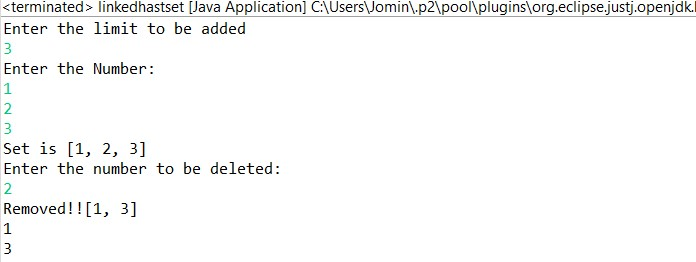 <terminated> linkedhastset [Java Application] C:\Users\Jomin\.p2\pool\plugins\org.eclipse.justj.openjdk.
Enter the limit to be added
3
Enter the Number:
1
2
3
Set is [1, 2, 3]
Enter the number to be deleted:
2
Removed!![1, 3]
1
3